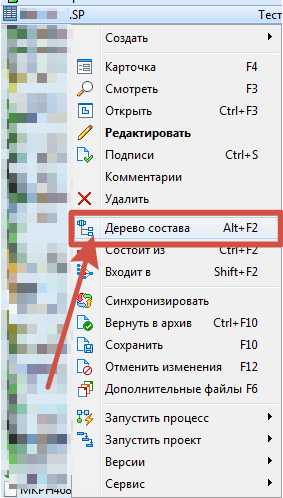 .SP Тест
Создать
Карточка F4
Смотреть F3
Открыть Ctrl+F3
Редактировать
Подписи Ctrl+S
Комментарии
Удалить
Дерево состава Alt+F2
Состоит из Ctrl+F2
Входит в Shift+F2
Синхронизировать
Вернуть в архив Ctrl+F10
Сохранить F10
Отменить изменения F12
Дополнительные файлы F6
Запустить процесс
Запустить проект
Версии
Сервис